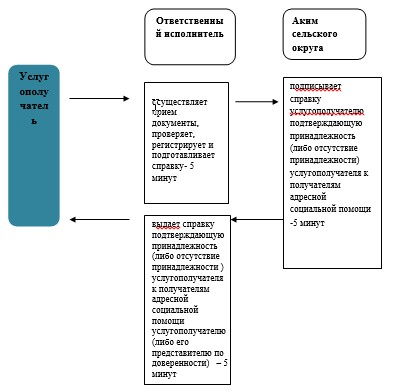 Ответственны
й исполнитель
Аким
сельского
округа
Услуг
ополу
чател
ь
осуществляет
прием
документы,
проверяет,
регистрирует и
подготавливает
справку- 5
минут
подписывает
справку
услугополучателю
подтверждающую
принадлежность
(либо отсутствие
принадлежности)
услугополучателя к
получателям
адресной
социальной помощи
-5 минут
выдает справку
подтверждающую
принадлежность
(либо отсутствие
принадлежности )
услугополучателя
к получателям
адресной
социальной
помощи
услугополучателю
(либо его
представителю по
доверенности) – 5
минут